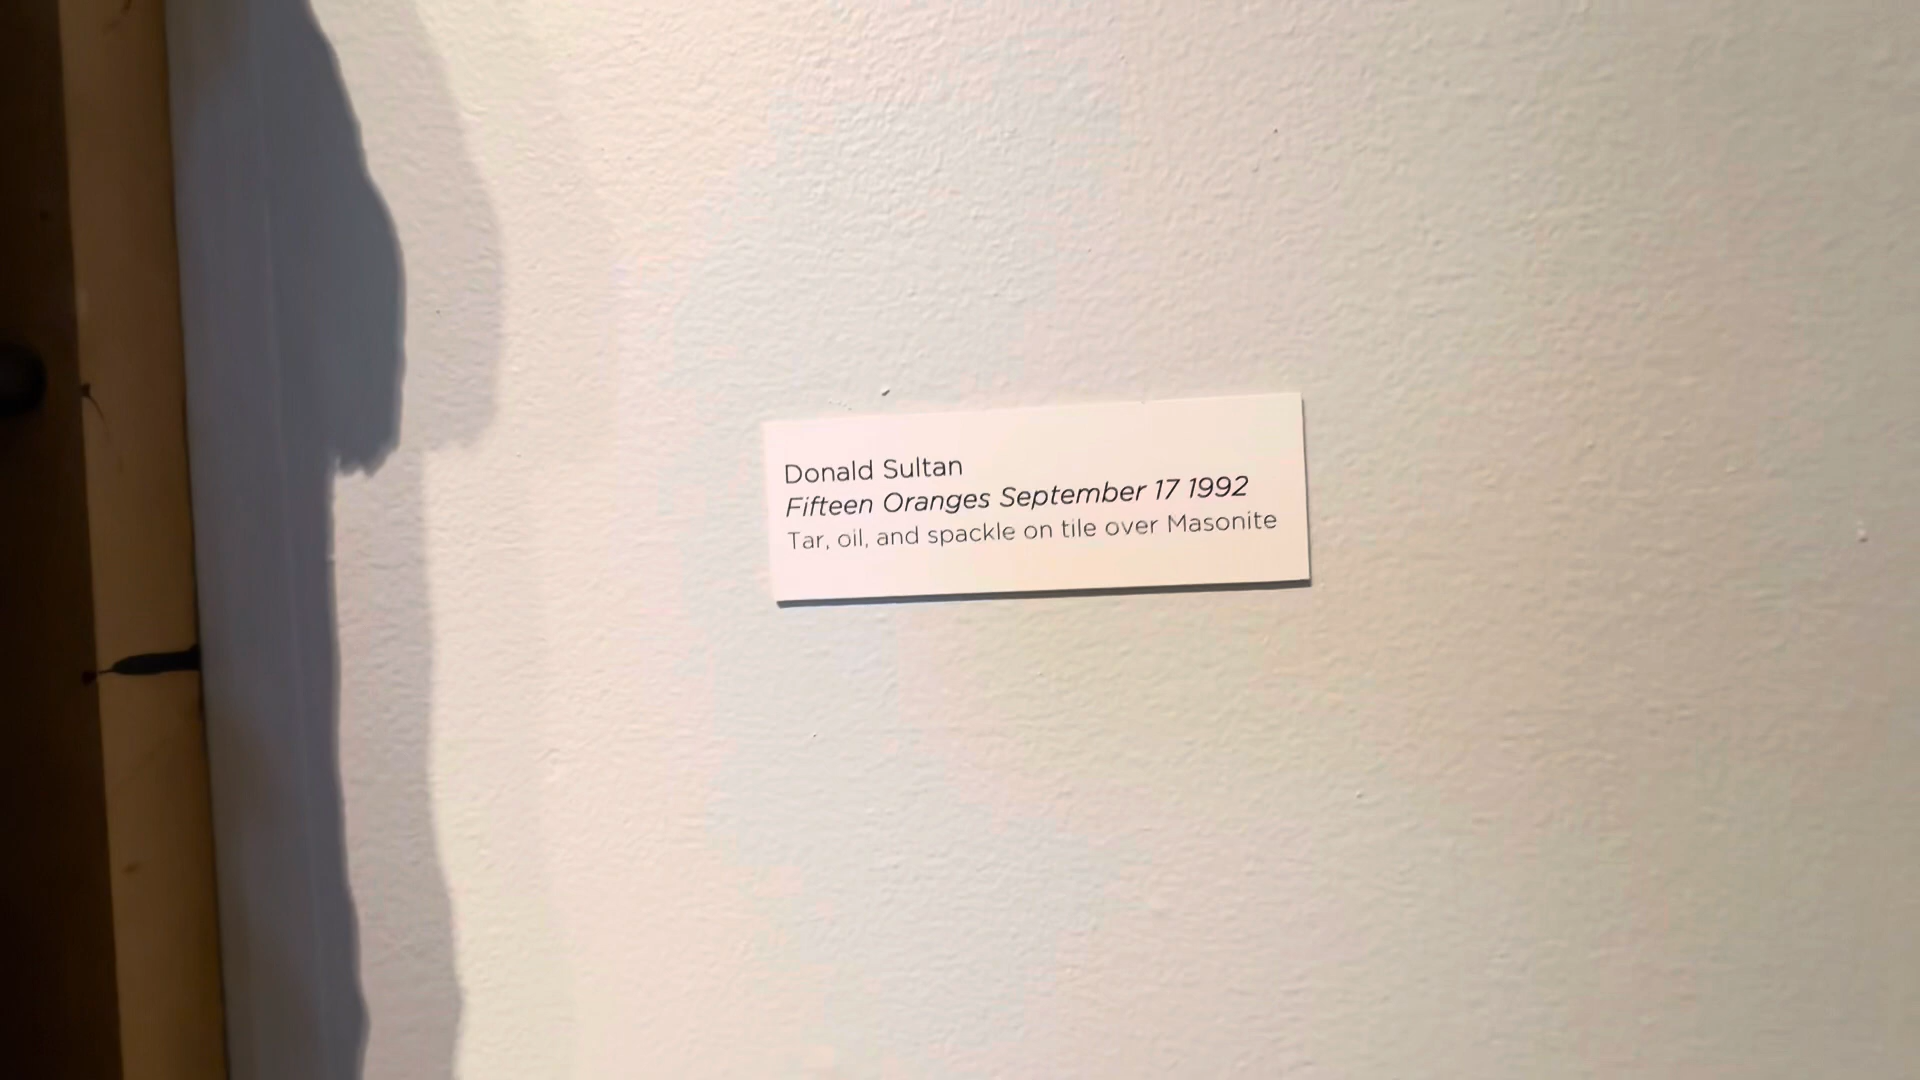 Donald Sultan
Fifteen Oranges September 17 1992
Tar, oil, and spackle on tile over Masonite